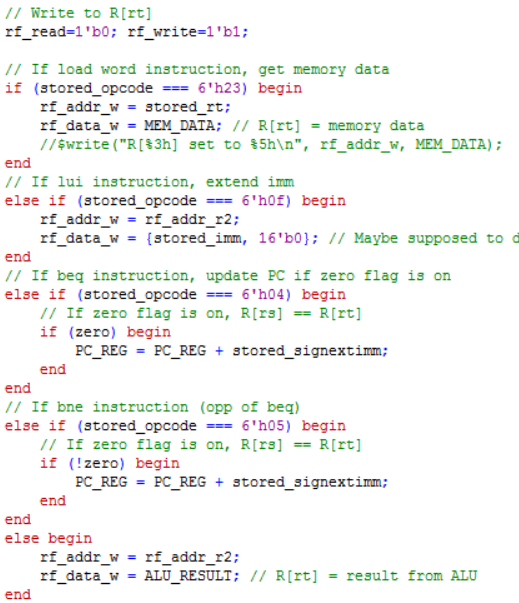 // Write to R[rt]
rf_read=1'b0; rf_write=1'b1;

// If load word instruction, get memory data
if (stored_opcode === 6'h23) begin
    rf_addr_w = stored_rt;
    rf_data_w = MEM_DATA; // R[rt] = memory data
    //$write("R[%3h] set to %5h\n", rf_addr_w, MEM_DATA);
end
// If lui instruction, extend imm
else if (stored_opcode === 6'h0f) begin
    rf_addr_w = rf_addr_r2;
    rf_data_w = {stored_imm, 16'b0}; // Maybe supposed to d
end
// If beq instruction, update PC if zero flag is on
else if (stored_opcode === 6'h04) begin
    // If zero flag is on, R[rs] == R[rt]
    if (zero) begin
        PC_REG = PC_REG + stored_signextimm;
    end
end
// If bne instruction (opp of beq)
else if (stored_opcode === 6'h05) begin
    // If zero flag is on, R[rs] == R[rt]
    if (!zero) begin
        PC_REG = PC_REG + stored_signextimm;
    end
end
else begin
    rf_addr_w = rf_addr_r2;
    rf_data_w = ALU_RESULT; // R[rt] = result from ALU
end